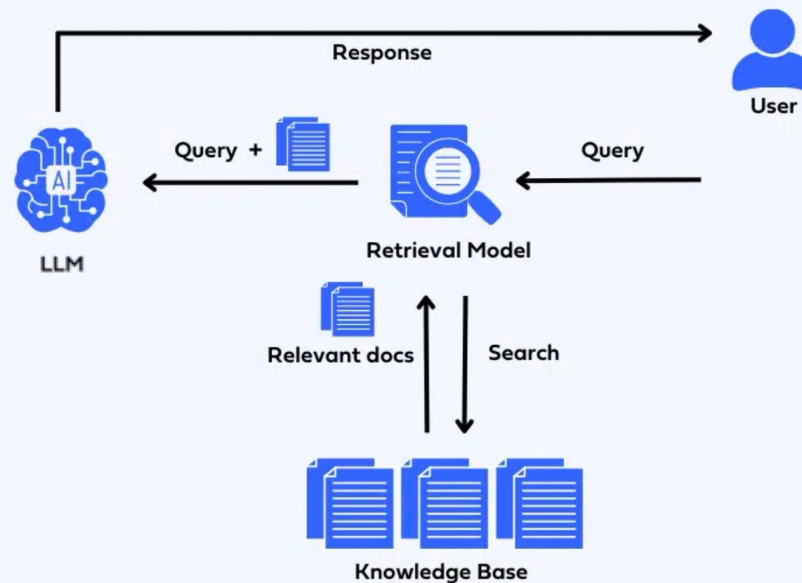 Response
User
Query +
Query
AI
LLM
Retrieval Model
Relevant docs
Search
Knowledge Base